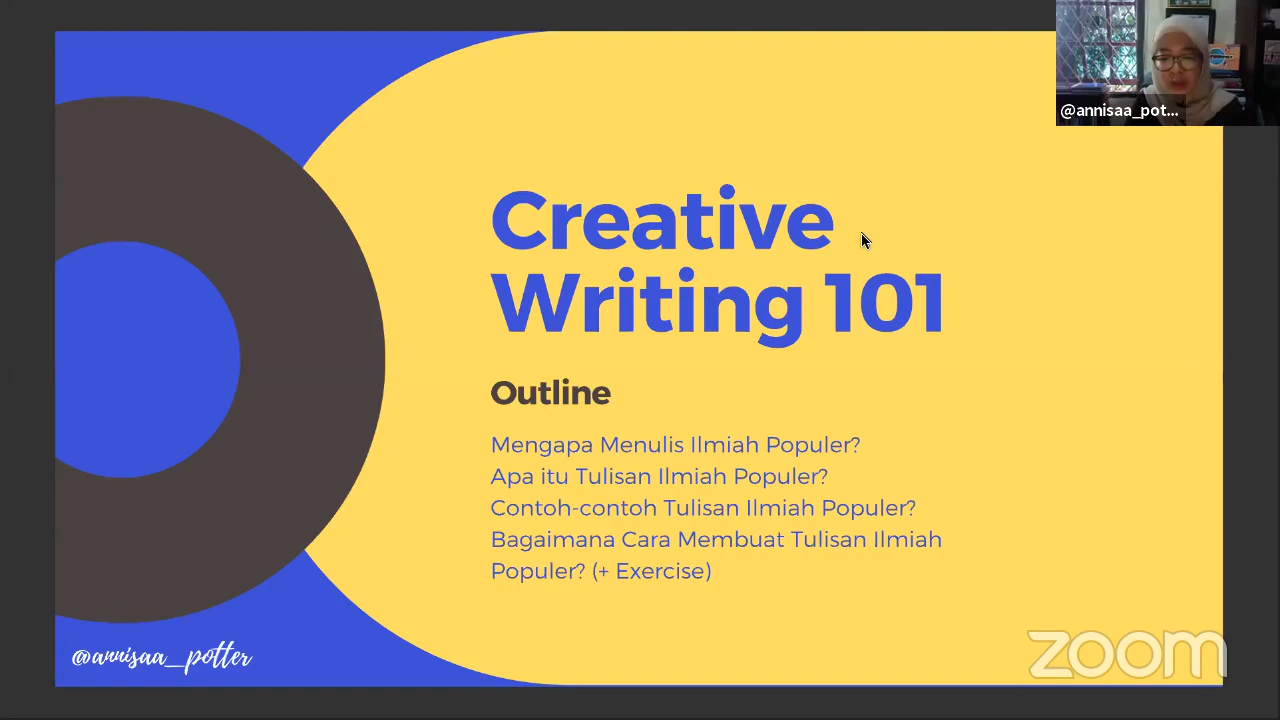 @annisaa_pot...
Creative
Writing 101
Outline
Mengapa Menulis Ilmiah Populer?
Apa itu Tulisan Ilmiah Populer?
Contoh-contoh Tulisan Ilmiah Populer?
Bagaimana Cara Membuat Tulisan Ilmiah
Populer? (+ Exercise)
@annisaa_potter
zoom